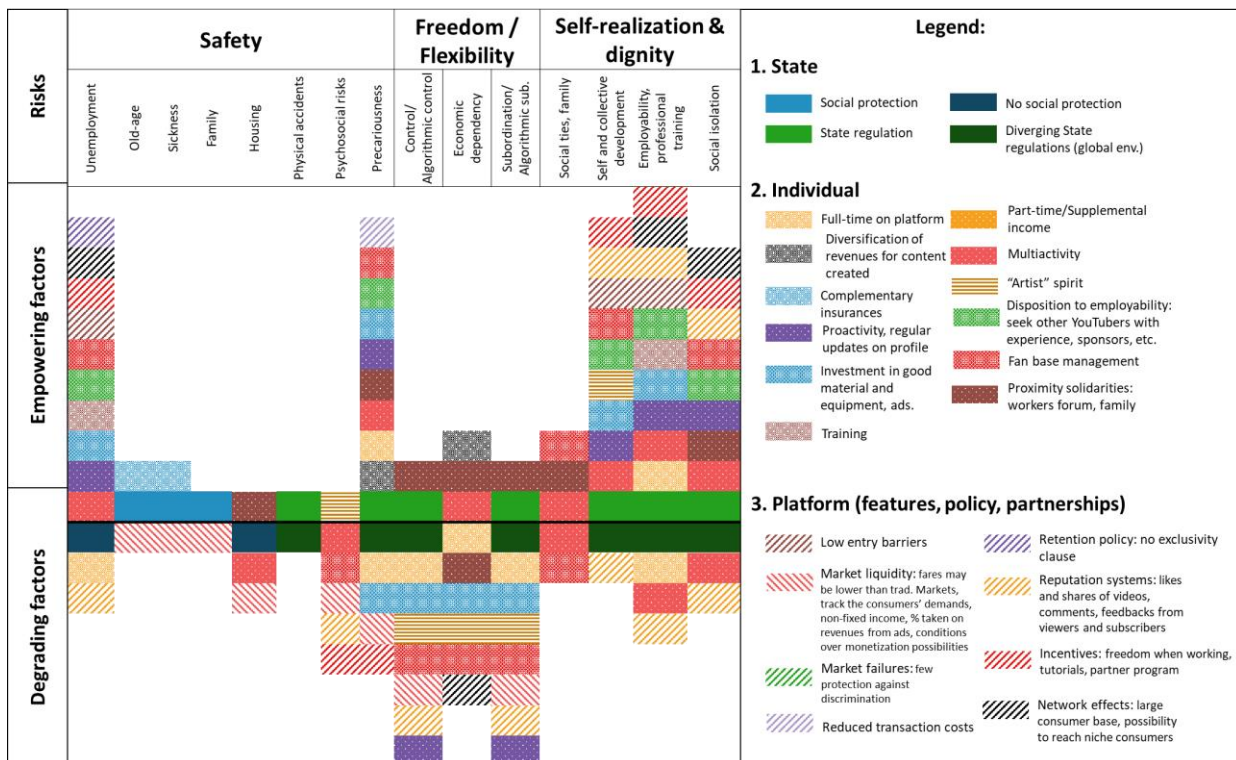 Risks
Safety
Freedom /
Flexibility
Self-realization &
dignity
Unemployment
Old-age
Sickness
Family
Housing
Physical accidents
Psychosocial risks
Precariousness
Control/
Algorithmic control
Economic
dependency
Subordination/
Algorithmic sub.
Social ties, family
Self and collective
development
Employability,
professional
training
Social isolation
Empowering factors
Degrading factors
Legend:
1. State
Social protection
No social protection
State regulation
Diverging State
regulations (global env.)
2. Individual
Full-time on platform
Diversification of
revenues for content
created
Complementary
insurances
Proactivity, regular
updates on profile
Investment in good
material and
equipment, ads.
Training
Part-time/Supplemental
income
Multiactivity
“Artist” spirit
Disposition to employability:
seek other YouTubers with
experience, sponsors, etc.
Fan base management
Proximity solidarities:
workers forum, family
3. Platform (features, policy, partnerships)
Low entry barriers
Market liquidity: fares may
be lower than trad. Markets,
track the consumers’ demands,
non-fixed income, % taken on
revenues from ads, conditions
over monetization possibilities
Market failures: few
protection against
discrimination
Reduced transaction costs
Retention policy: no exclusivity
clause
Reputation systems: likes
and shares of videos,
comments, feedbacks from
viewers and subscribers
Incentives: freedom when working,
tutorials, partner program
Network effects: large
consumer base, possibility
to reach niche consumers